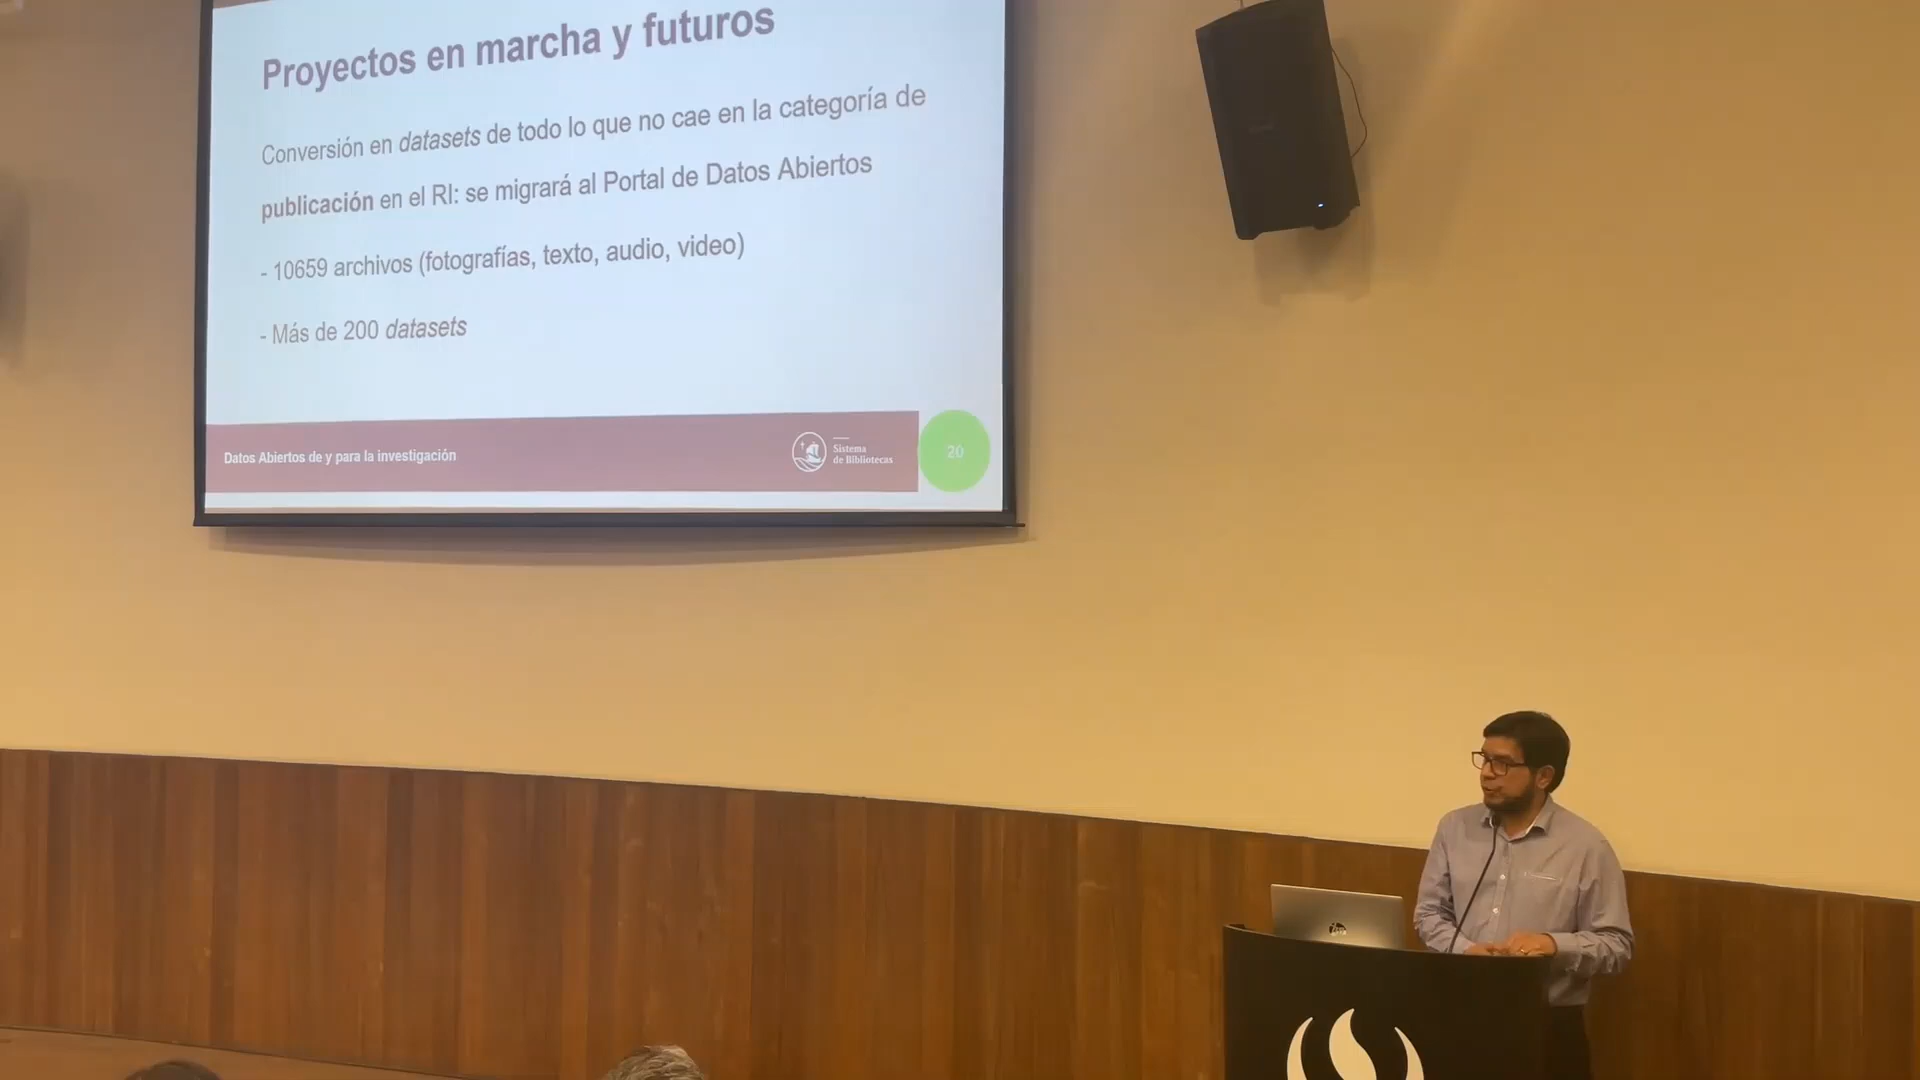 Proyectos en marcha y futuros
Conversión en datasets de todo lo que no cae en la categoría de
publicación en el RI: se migrará al Portal de Datos Abiertos
- 10659 archivos (fotografías, texto, audio, video)
- Más de 200 datasets
Datos Abiertos de y para la investigación
Sistema
de Bibliotecas
20
hp